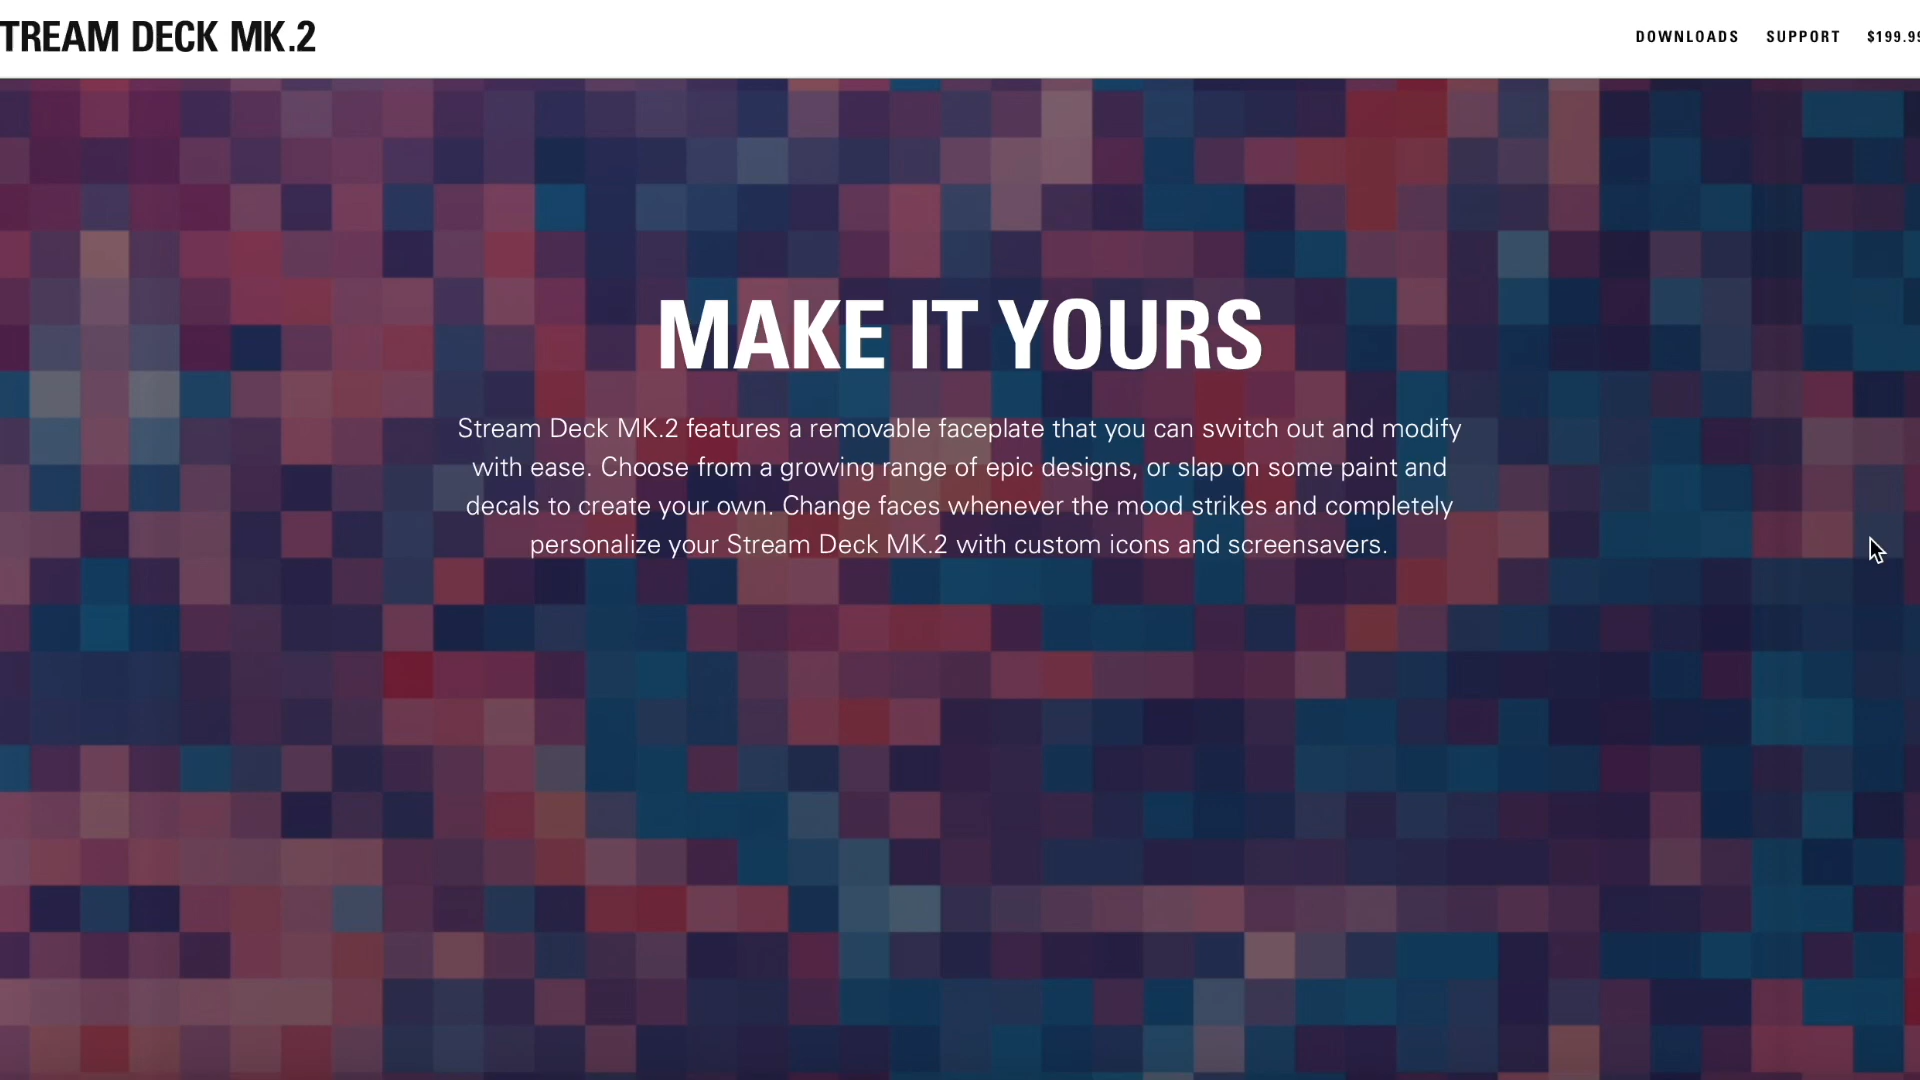 TREAM DECK MK.2
DOWNLOADS SUPPORT $199.99
MAKE IT YOURS
Stream Deck MK.2 features a removable faceplate that you can switch out and modify
with ease. Choose from a growing range of epic designs, or slap on some paint and
decals to create your own. Change faces whenever the mood strikes and completely
personalize your Stream Deck MK.2 with custom icons and screensavers.